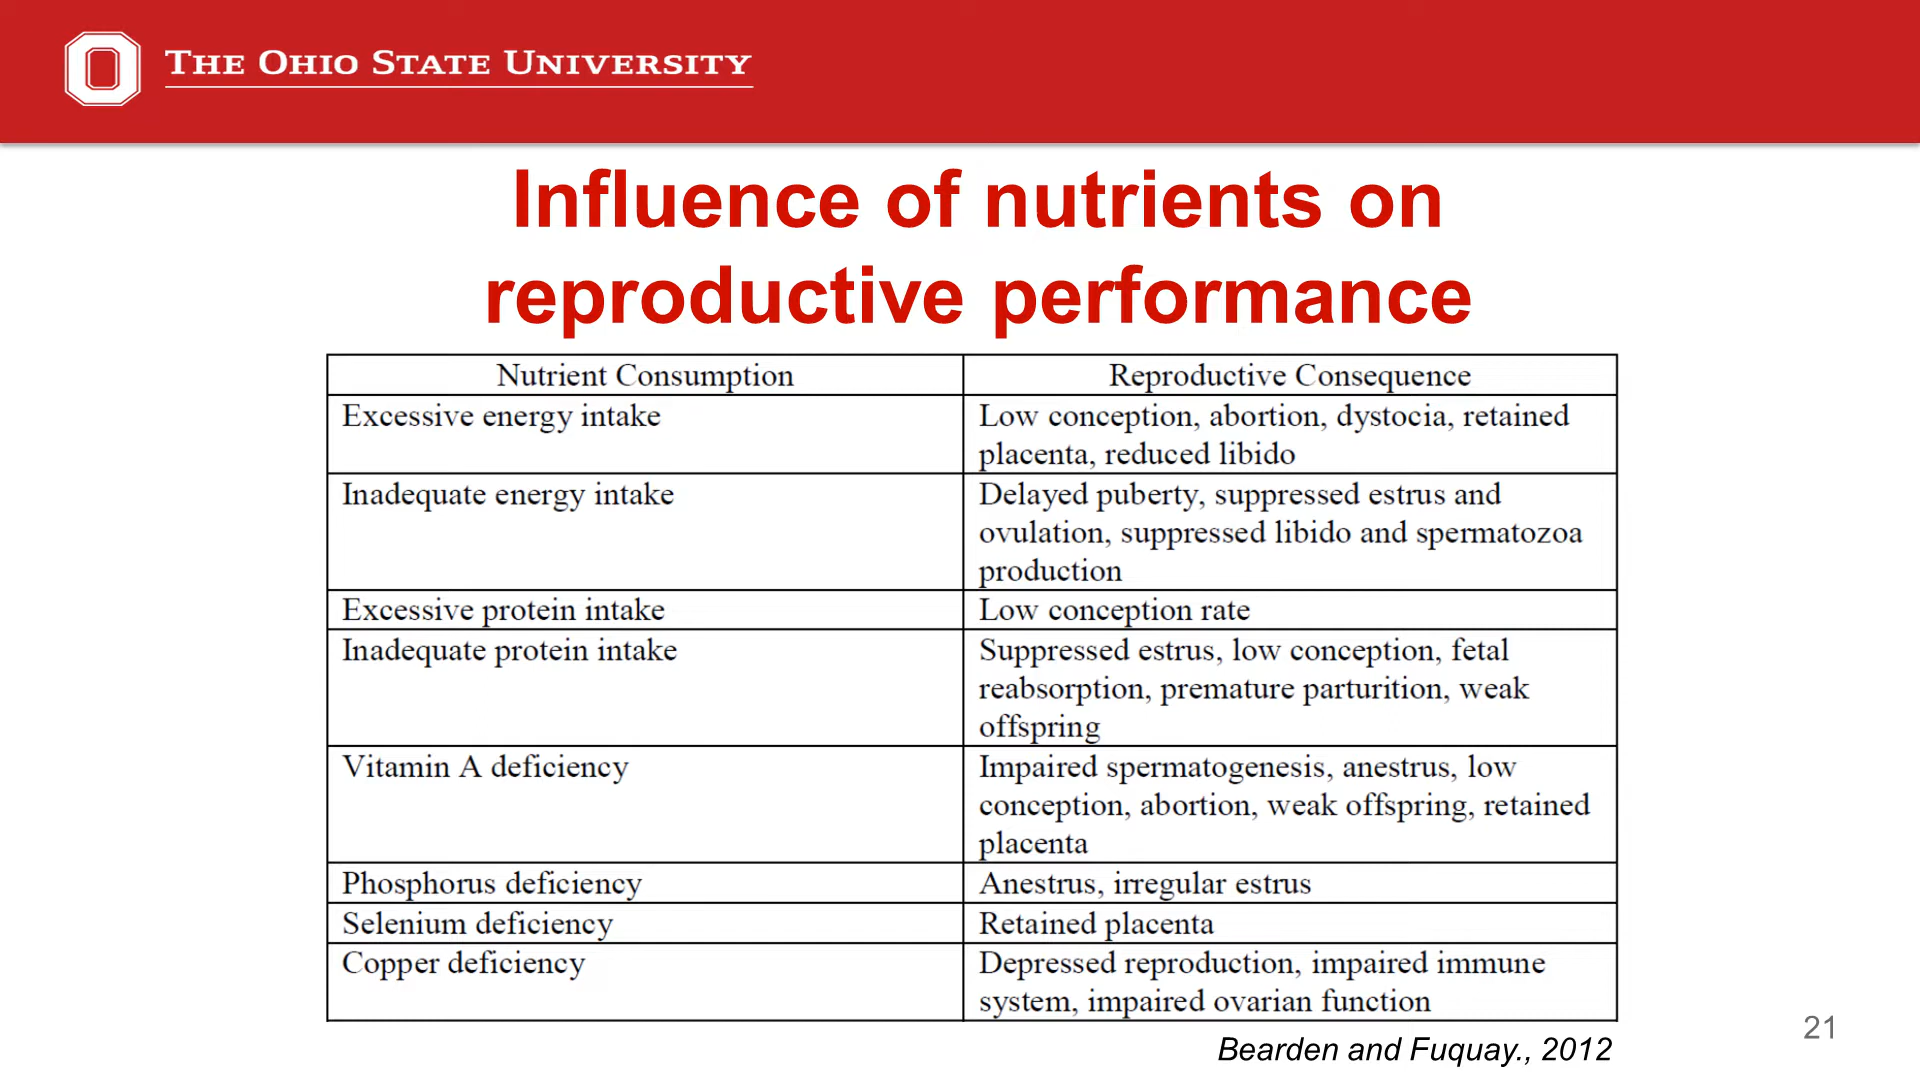 THE OHIO STATE UNIVERSITY
Influence of nutrients on
reproductive performance
Nutrient Consumption
Reproductive Consequence
Excessive energy intake
Low conception, abortion, dystocia, retained
placenta, reduced libido
Inadequate energy intake
Delayed puberty, suppressed estrus and
ovulation, suppressed libido and spermatozoa
production
Excessive protein intake
Low conception rate
Inadequate protein intake
Suppressed estrus, low conception, fetal
reabsorption, premature parturition, weak
offspring
Vitamin A deficiency
Impaired spermatogenesis, anestrus, low
conception, abortion, weak offspring, retained
placenta
Phosphorus deficiency
Anestrus, irregular estrus
Selenium deficiency
Retained placenta
Copper deficiency
Depressed reproduction, impaired immune
system, impaired ovarian function
Bearden and Fuquay., 2012
21